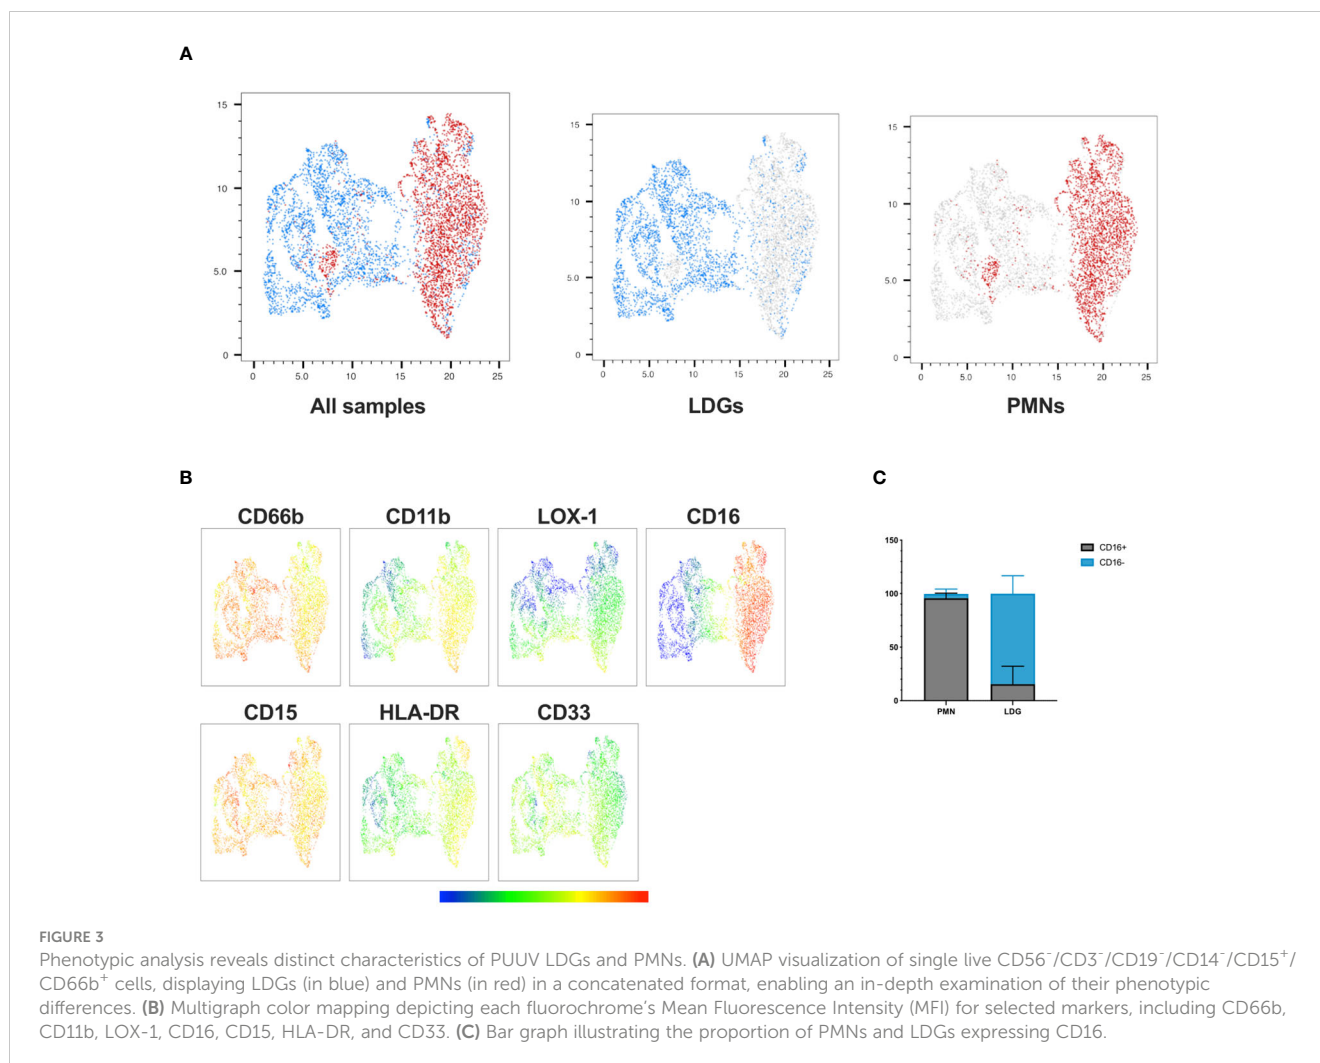 A
15
10
5.0
0
0
5.0
10
15
20
25
All samples
15
10
5.0
0
0
5.0
10
15
20
25
LDGs
15
10
5.0
0
0
5.0
10
15
20
25
PMNs
B
CD66b
CD11b
LOX-1
CD16
CD15
HLA-DR
CD33
C
150
100
50
0
PMN
LDG
CD16+
CD16-
FIGURE 3
Phenotypic analysis reveals distinct characteristics of PUUV LDGs and PMNs. (A) UMAP visualization of single live CD56⁻/CD3⁻/CD19⁻/CD14⁻/CD15⁺/
CD66b⁺ cells, displaying LDGs (in blue) and PMNs (in red) in a concatenated format, enabling an in-depth examination of their phenotypic
differences. (B) Multigraph color mapping depicting each fluorochrome's Mean Fluorescence Intensity (MFI) for selected markers, including CD66b,
CD11b, LOX-1, CD16, CD15, HLA-DR, and CD33. (C) Bar graph illustrating the proportion of PMNs and LDGs expressing CD16.